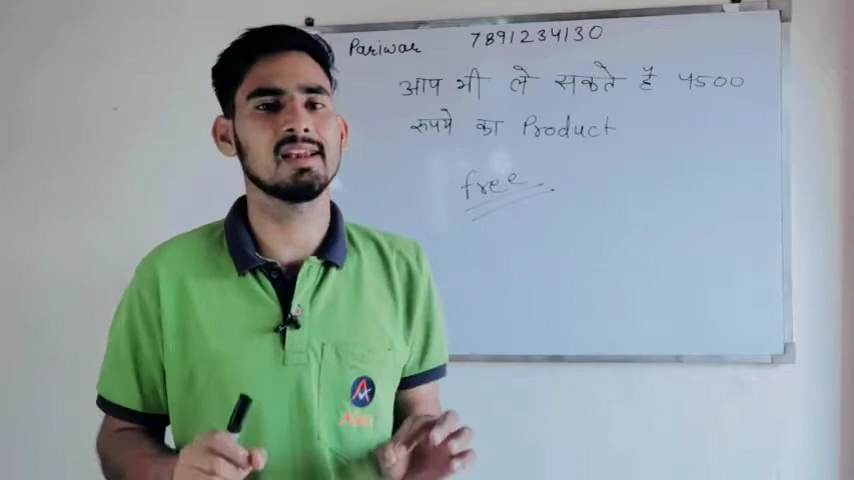 Pariwar 7891234130
आप भी ले सकते हैं 4500
रूपये का Product
free